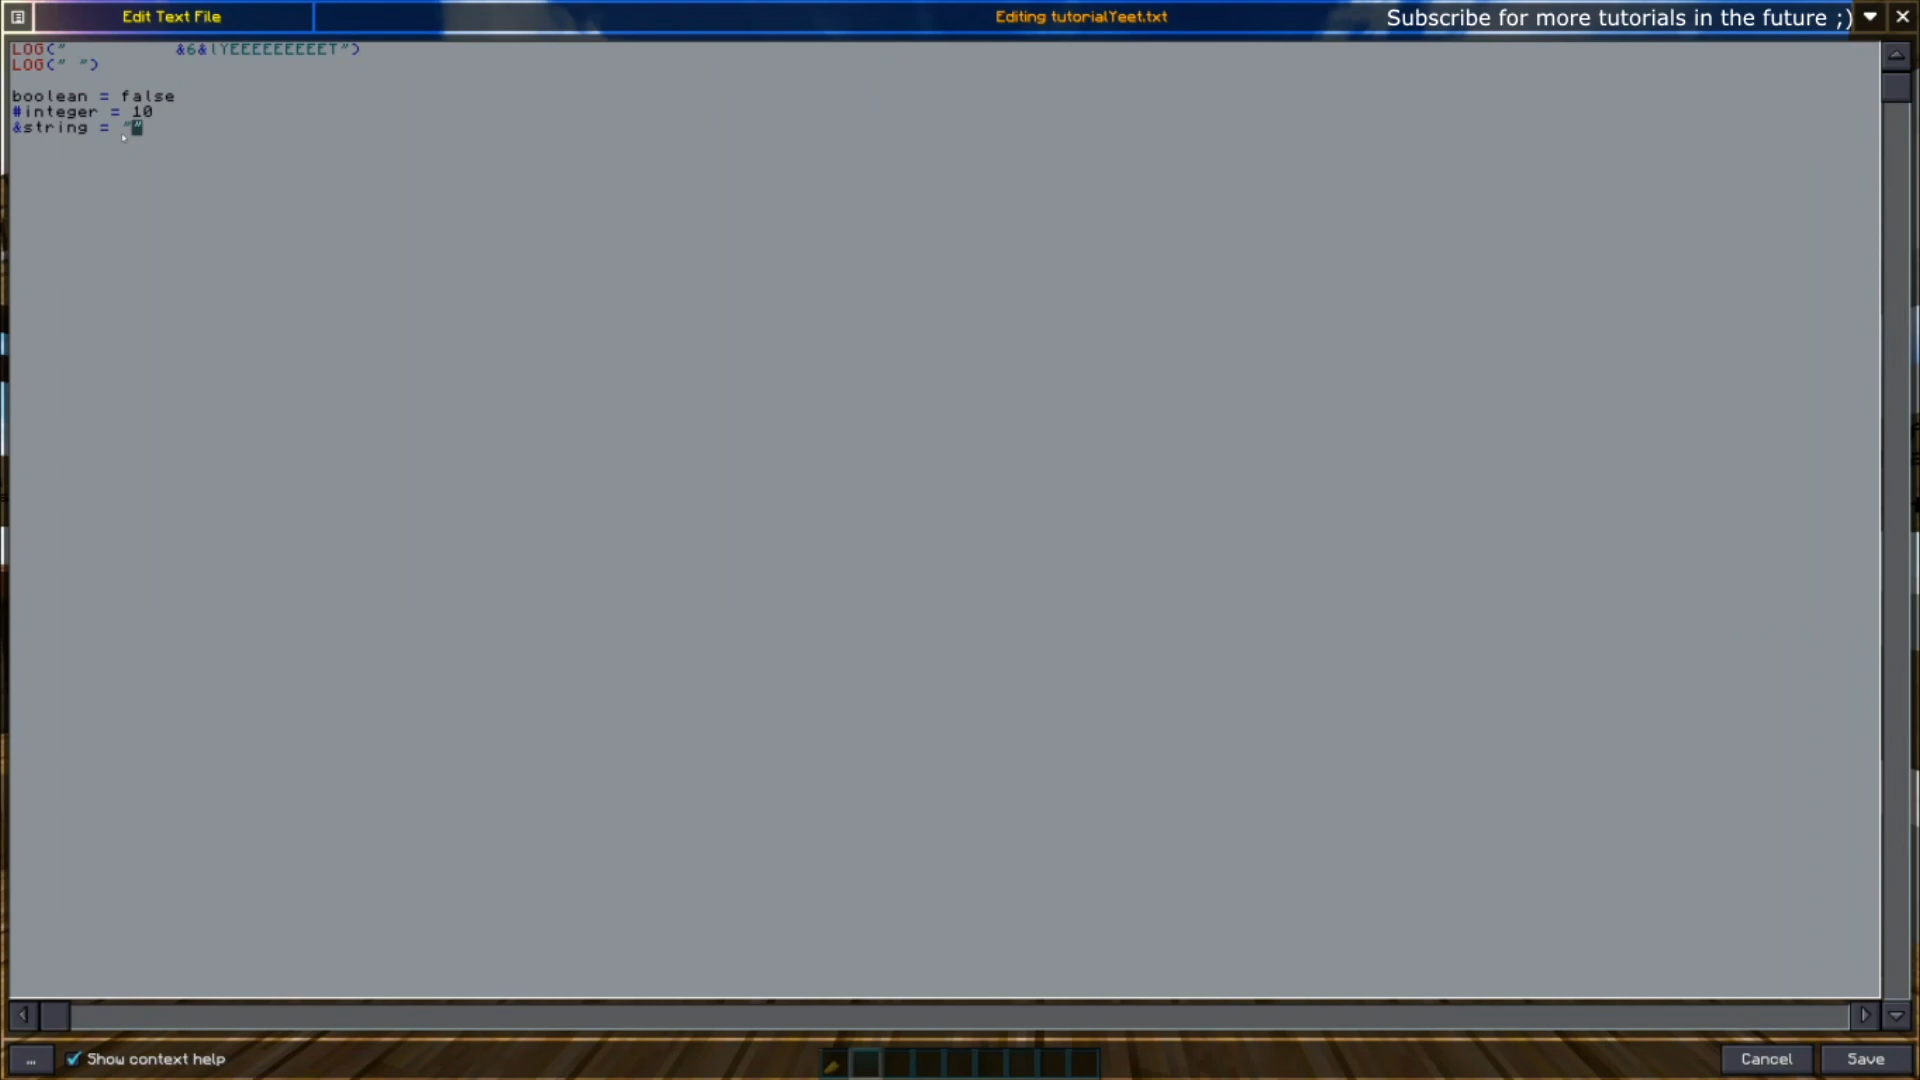 Edit Text File
Editing tutorialYeet.txt
Subscribe for more tutorials in the future ;)
LOG("          &6&lYEEEEEEEEEET")
LOG(" ")
boolean = false
#integer = 10
&string = ""
... Show context help
Cancel
Save